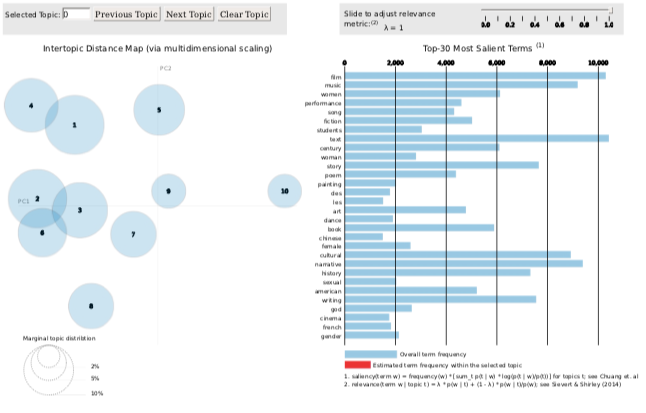 Selected Topic: 0 Previous Topic Next Topic Clear Topic
Slide to adjust relevance
metric:(2)
λ = 1
0.0 0.2 0.4 0.6 0.8 1.0
Intertopic Distance Map (via multidimensional scaling)
PC2
PC1
4
1
5
2
3
6
7
9
10
8
Marginal topic distribution
2%
5%
10%
Top-30 Most Salient Terms (1)
0 2,000 4,000 6,000 8,000 10,000
film
music
women
performance
song
fiction
students
text
century
woman
story
poem
painting
des
les
art
dance
book
chinese
female
cultural
narrative
history
sexual
american
writing
god
cinema
french
gender
Overall term frequency
Estimated term frequency within the selected topic
1. saliency(term w) = frequency(w) * [sum_t p(t | w) * log(p(t | w)/p(t))] for topics t; see Chuang et. al
2. relevance(term w | topic t) = λ * p(w | t) + (1 - λ) * p(w | t)/p(w); see Sievert & Shirley (2014)